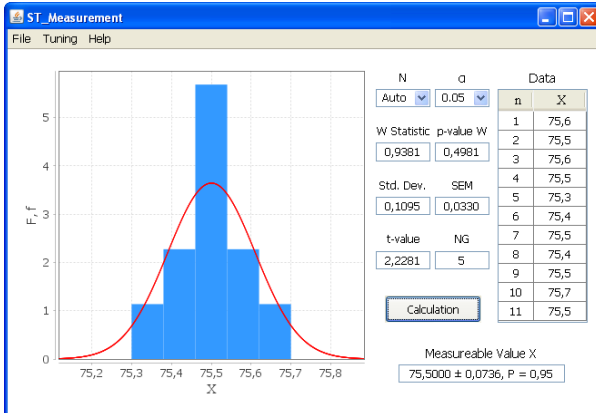 ST_Measurement
File Tuning Help
N α Data
Auto 0.05
n X
1 75,6
2 75,5
3 75,6
4 75,5
5 75,3
6 75,4
7 75,5
8 75,4
9 75,5
10 75,7
11 75,5
W Statistic p-value W
0,9381 0,4981
Std. Dev. SEM
0,1095 0,0330
t-value NG
2,2281 5
Calculation
Measureable Value X
75,5000 ± 0,0736, P = 0,95
F, f
5
4
3
2
1
0
75,2 75,3 75,4 75,5 75,6 75,7 75,8
X